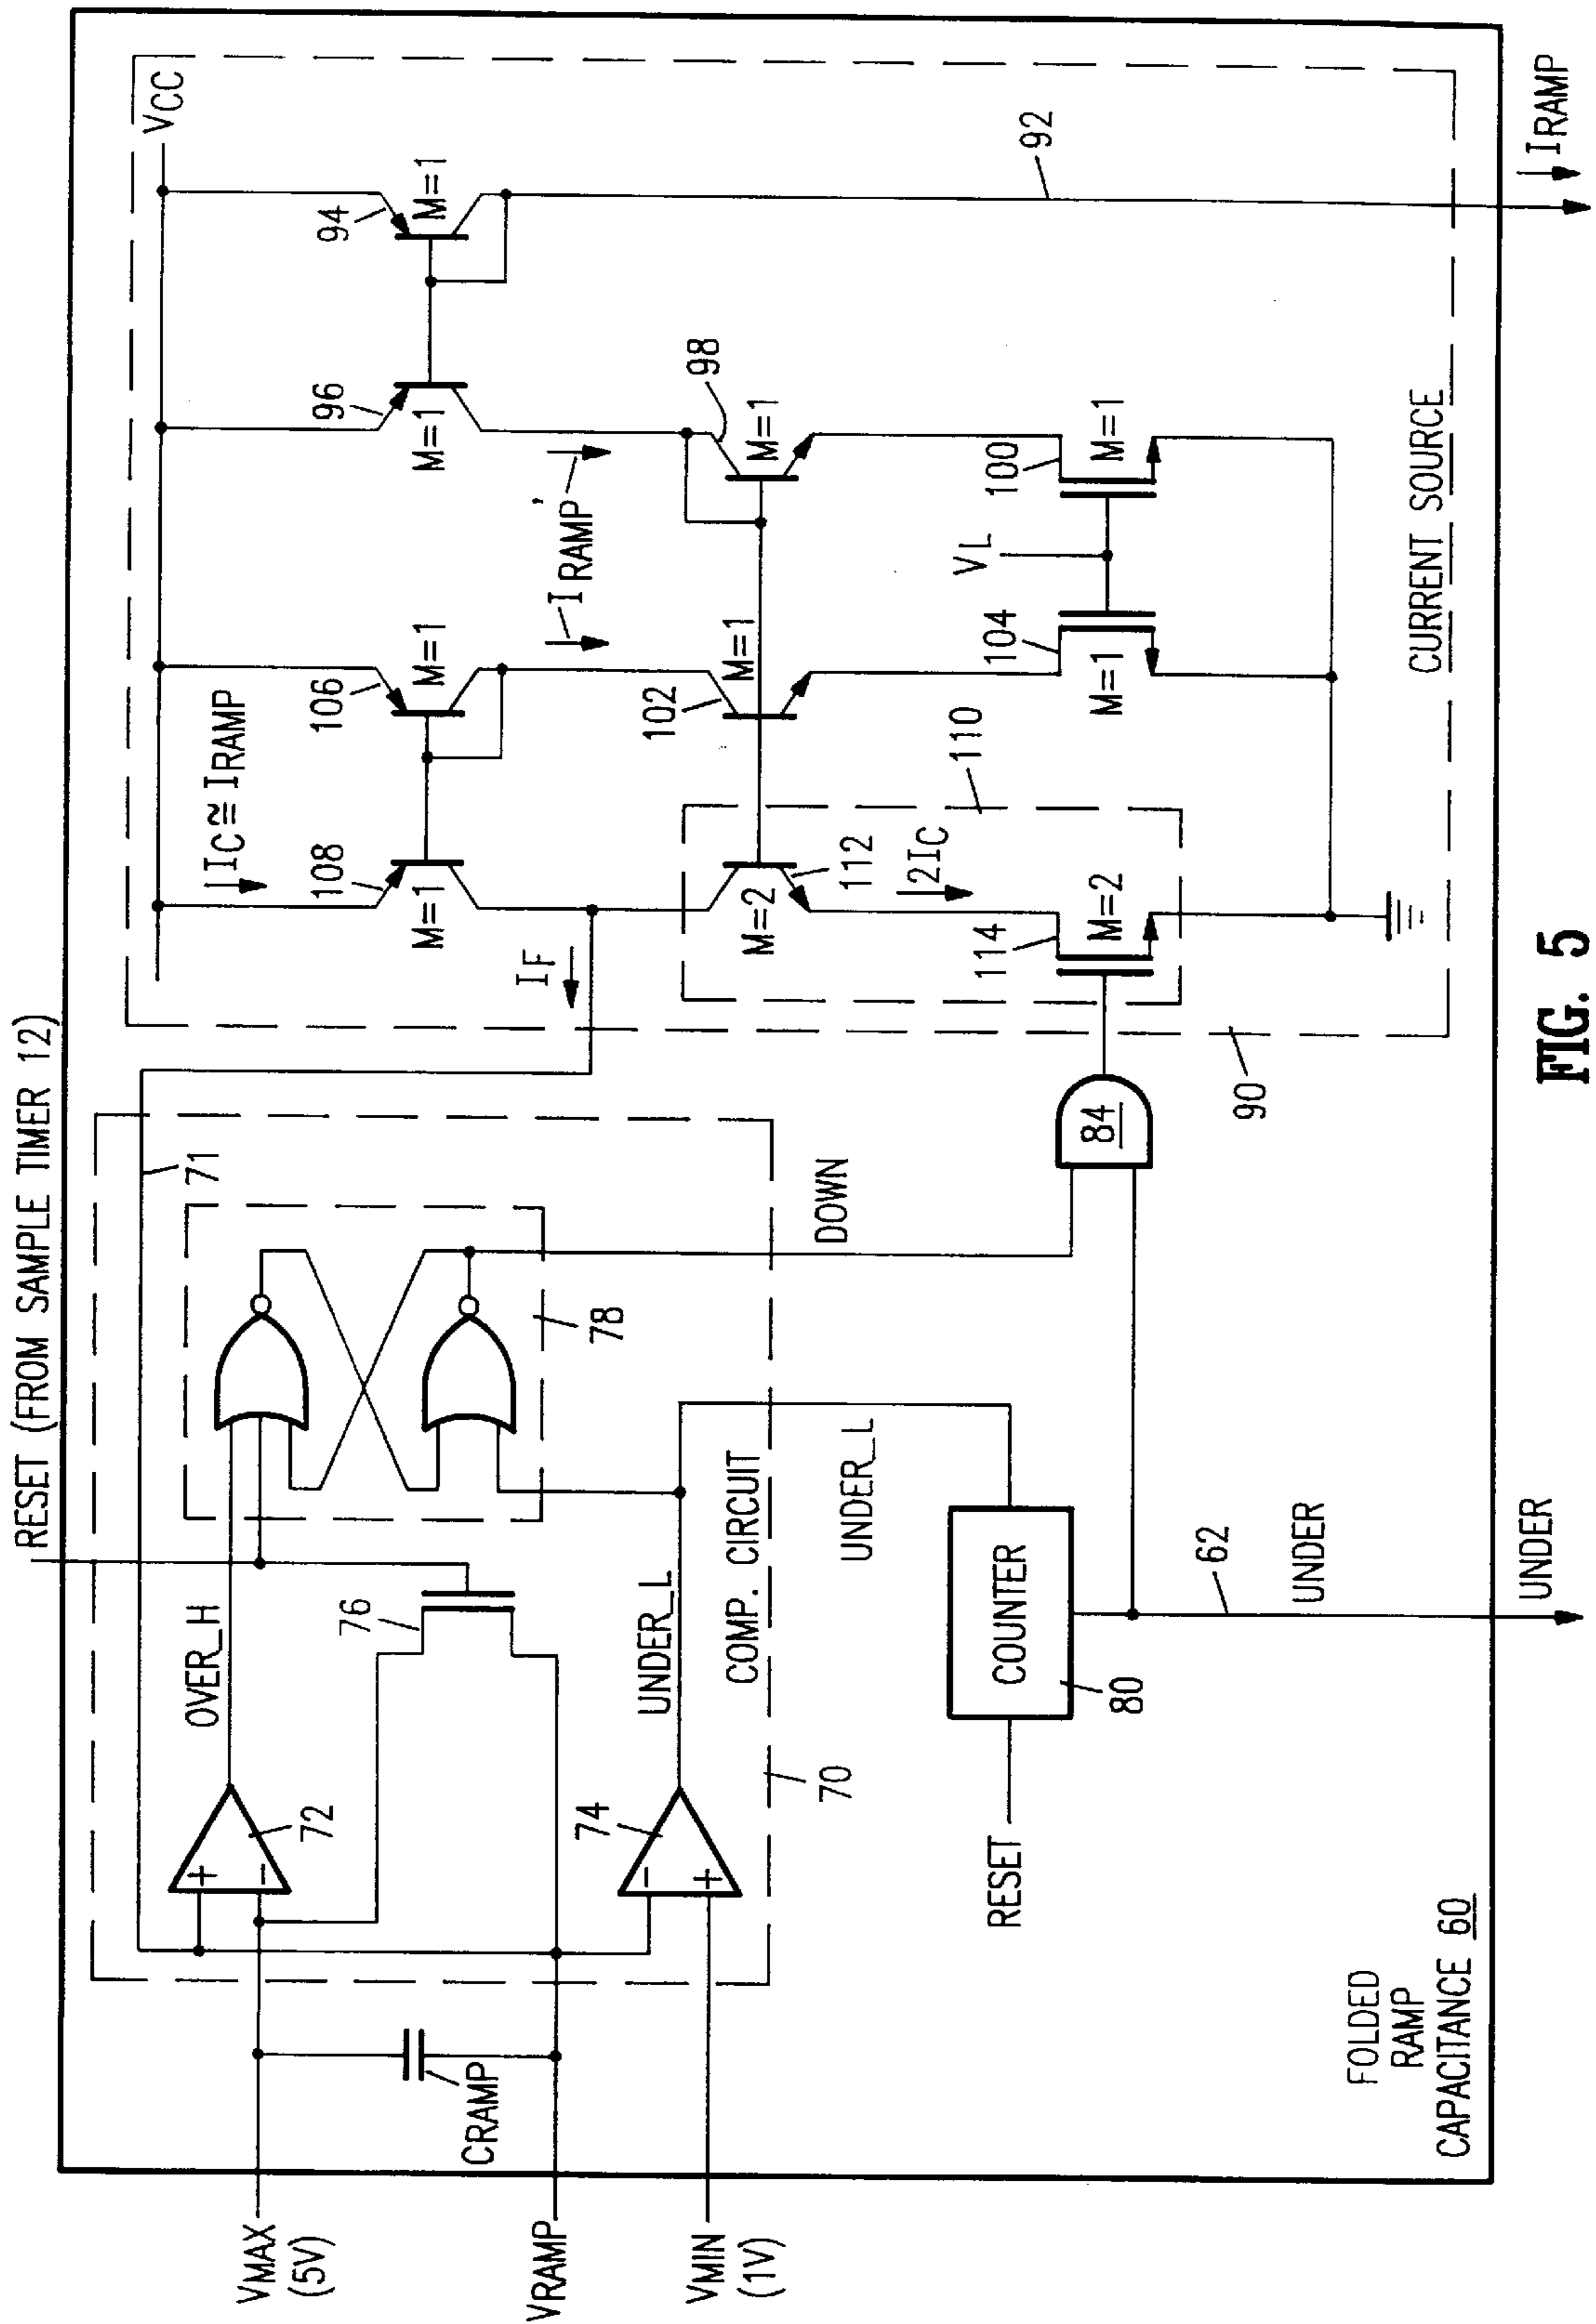 RESET (FROM SAMPLE TIMER 12)
VMAX
(5V)
VRAMP
VMIN
(1V)
CRAMP
72
+
-
OVER_H
76
74
-
+
UNDER_L
COMP. CIRCUIT
70
78
71
DOWN
UNDER_L
RESET
COUNTER
80
62
UNDER
UNDER
84
90
FOLDED
RAMP
CAPACITANCE 60
VCC
IC≅IRAMP
108
M=1
106
M=1
96
M=1
94
M=1
IF
IRAMP'
M=2
112
102
M=1
98
M=1
110
2IC
114
M=2
104
M=1
VL
100
M=1
92
CURRENT SOURCE
IRAMP
FIG. 5